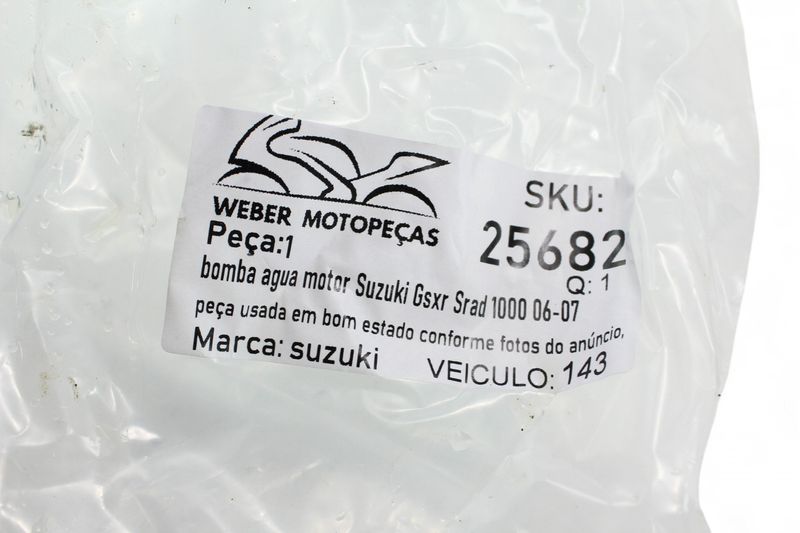 WEBER MOTOPEÇAS
SKU:
25682
Peça:1
Q: 1
bomba agua motor Suzuki Gsxr Srad 1000 06-07
peça usada em bom estado conforme fotos do anúncio,
Marca: suzuki
VEICULO: 143